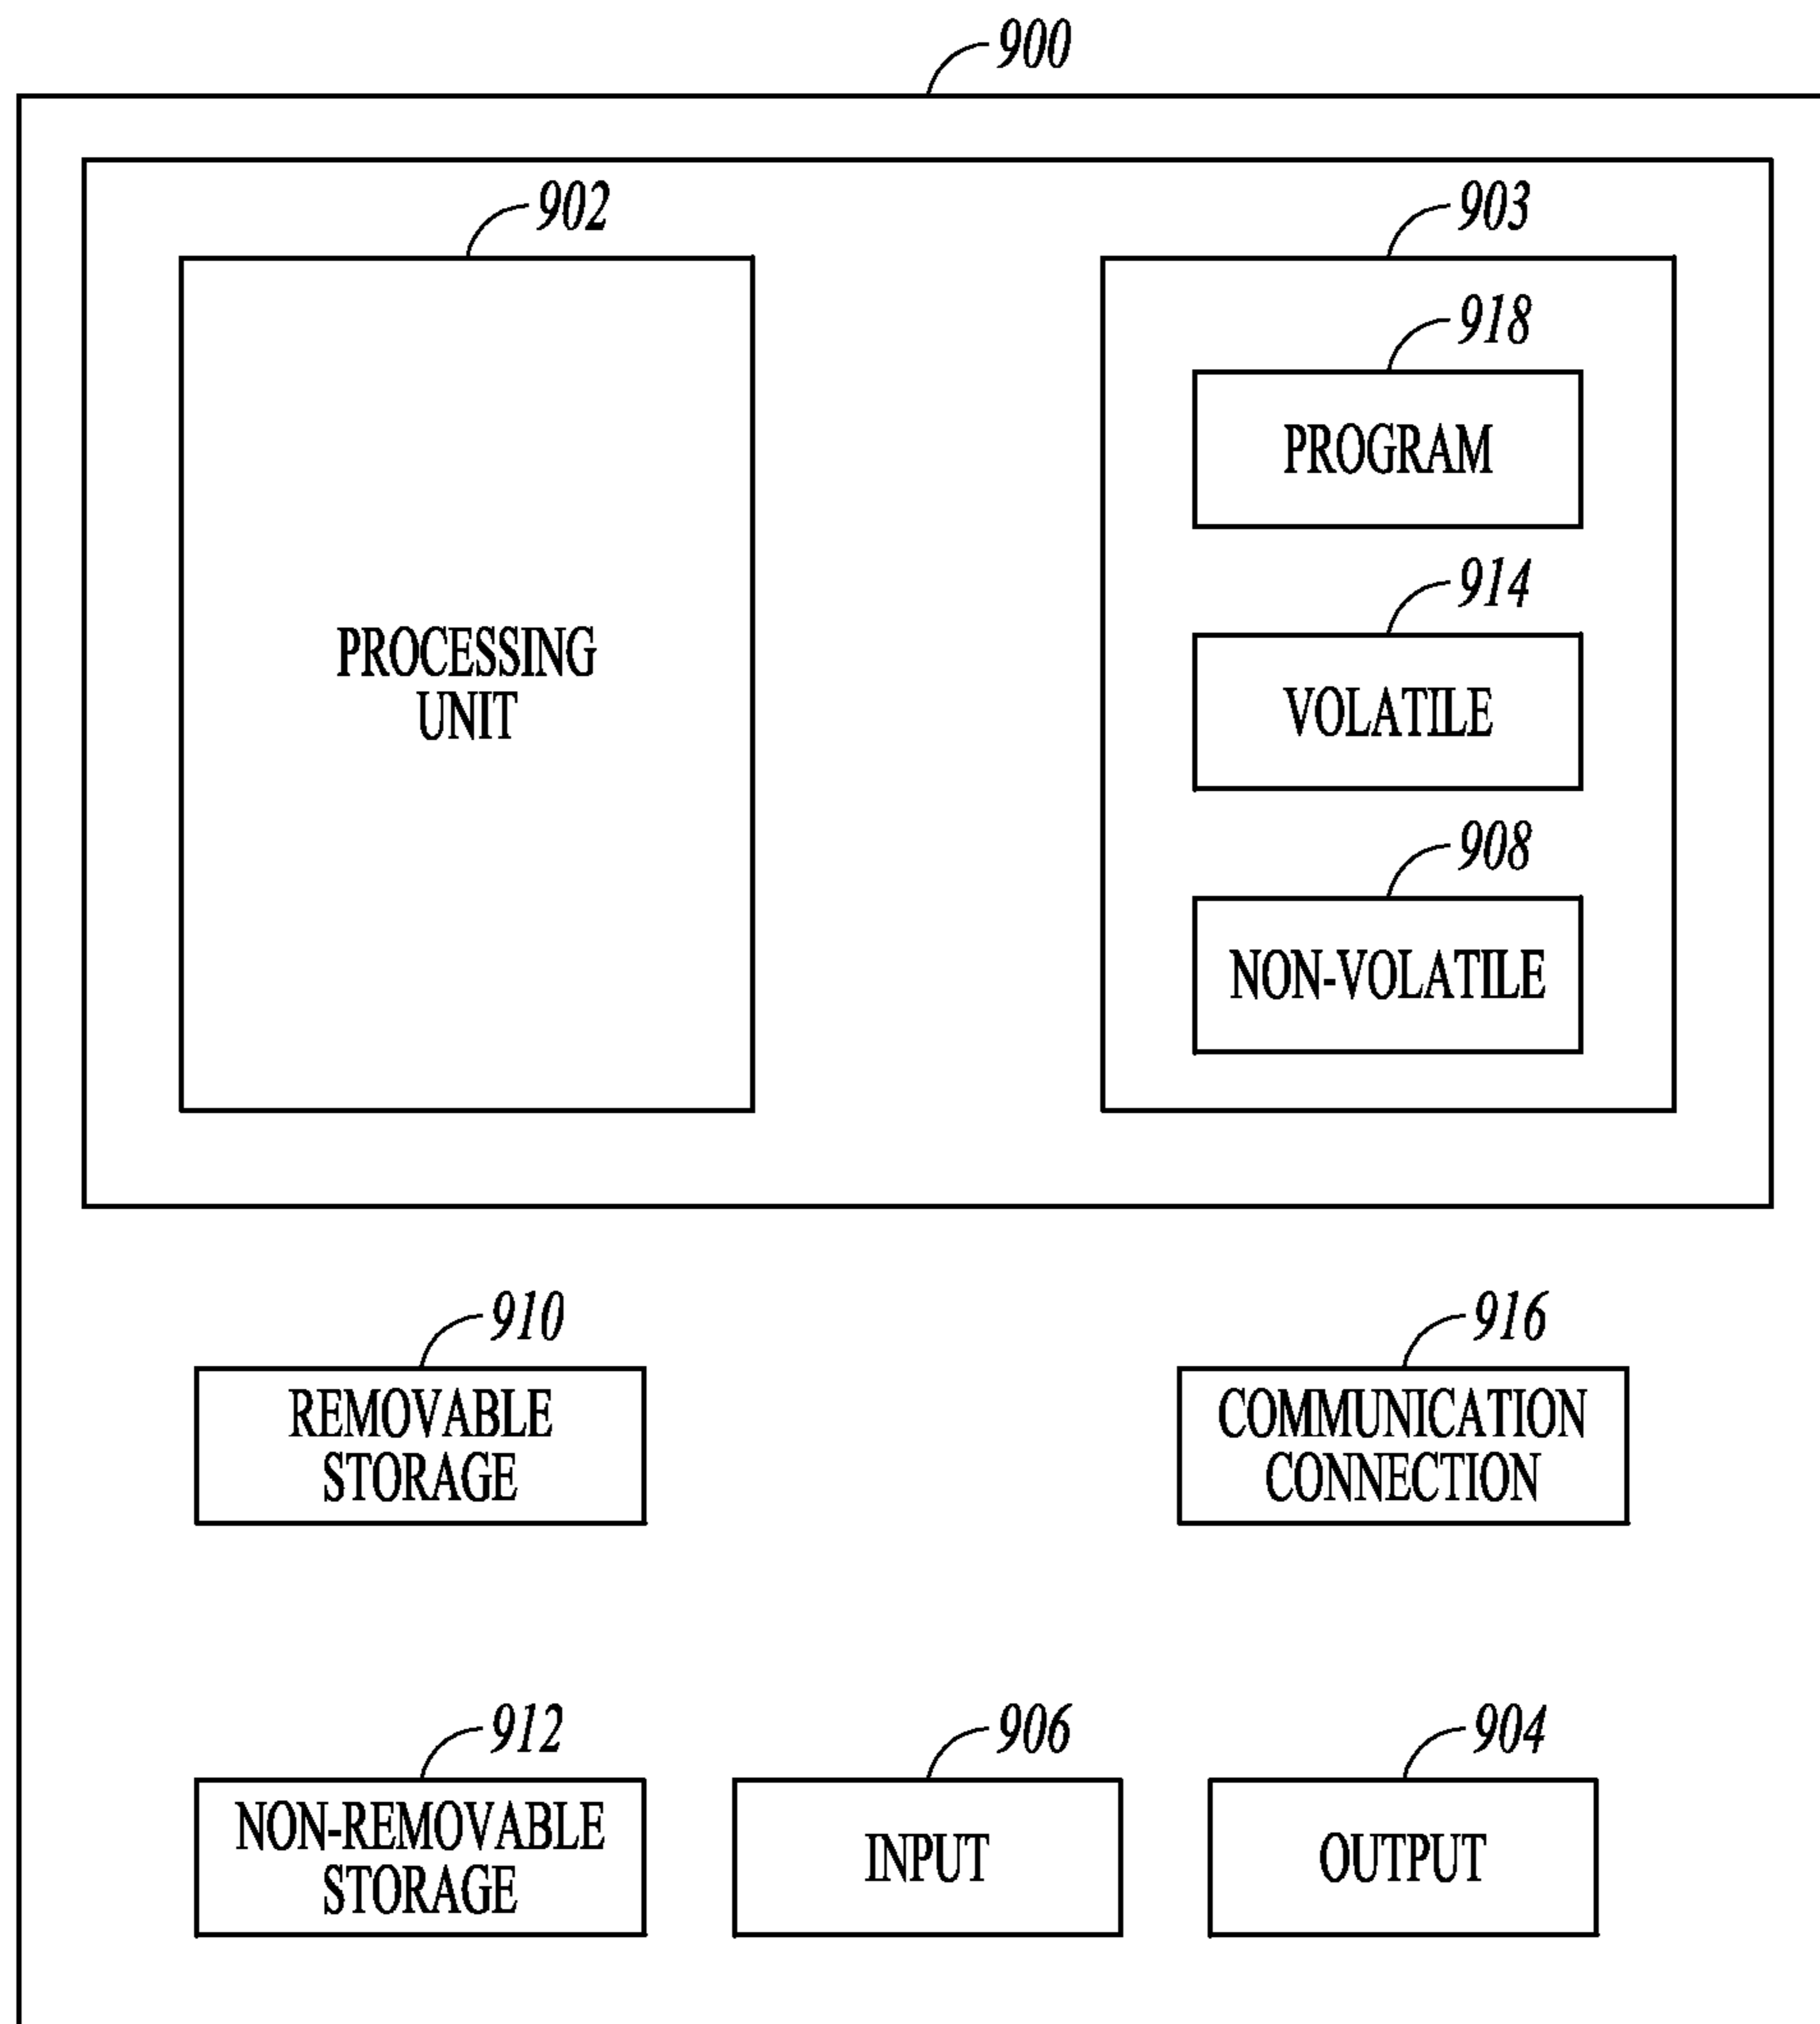 900
902
903
918
PROGRAM
914
PROCESSING
UNIT
VOLATILE
908
NON-VOLATILE
910
916
REMOVABLE
STORAGE
COMMUNICATION
CONNECTION
912
906
904
NON-REMOVABLE
STORAGE
INPUT
OUTPUT